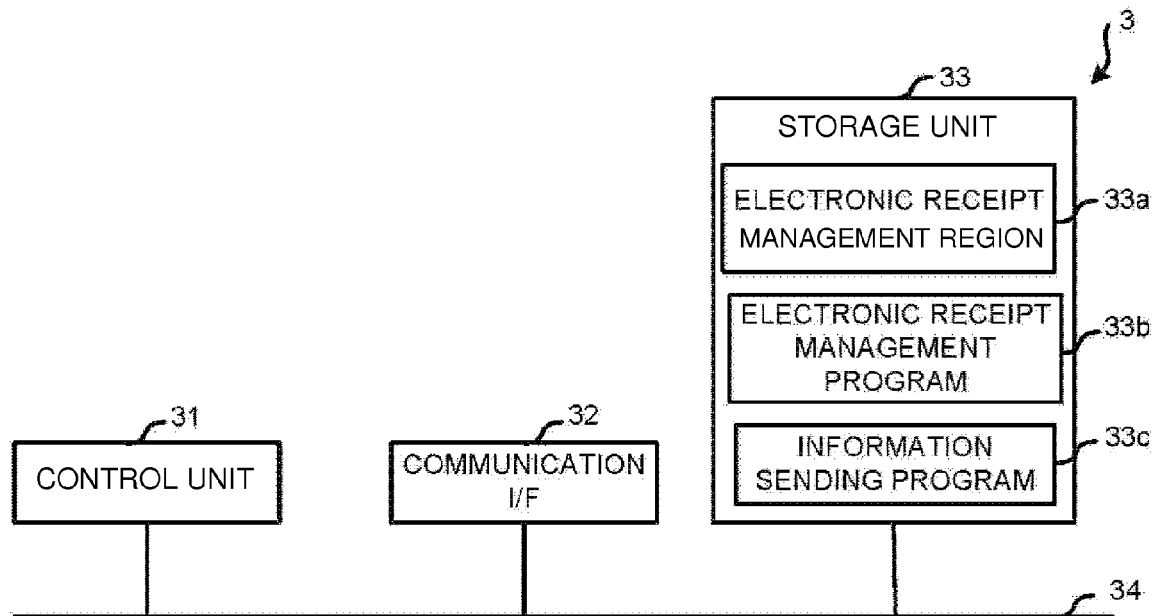 3
33
STORAGE UNIT
ELECTRONIC RECEIPT
MANAGEMENT REGION
33a
ELECTRONIC RECEIPT
MANAGEMENT
PROGRAM
33b
31
CONTROL UNIT
32
COMMUNICATION
I/F
INFORMATION
SENDING PROGRAM
33c
34